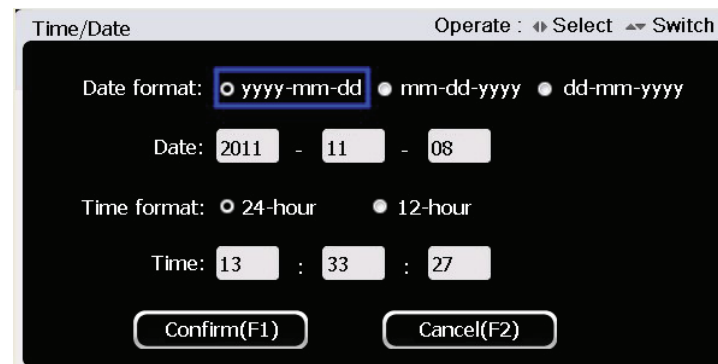 Time/Date Operate : Select Switch
Date format: yyyy-mm-dd mm-dd-yyyy dd-mm-yyyy
Date: 2011 - 11 - 08
Time format: 24-hour 12-hour
Time: 13 : 33 : 27
Confirm(F1) Cancel(F2)